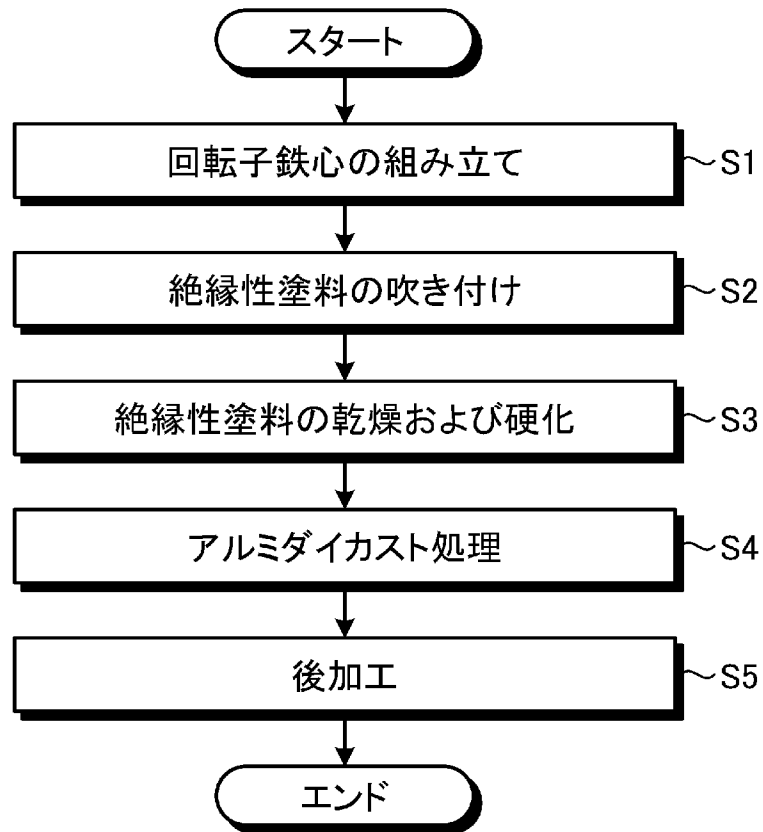 スタート
回転子鉄心の組み立て
S1
絶縁性塗料の吹き付け
S2
絶縁性塗料の乾燥および硬化
S3
アルミダイカスト処理
S4
後加工
S5
エンド